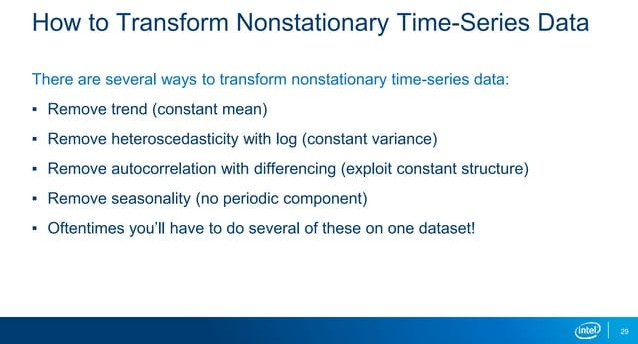 How to Transform Nonstationary Time-Series Data
There are several ways to transform nonstationary time-series data:
▪ Remove trend (constant mean)
▪ Remove heteroscedasticity with log (constant variance)
▪ Remove autocorrelation with differencing (exploit constant structure)
▪ Remove seasonality (no periodic component)
▪ Oftentimes you’ll have to do several of these on one dataset!
intel
29